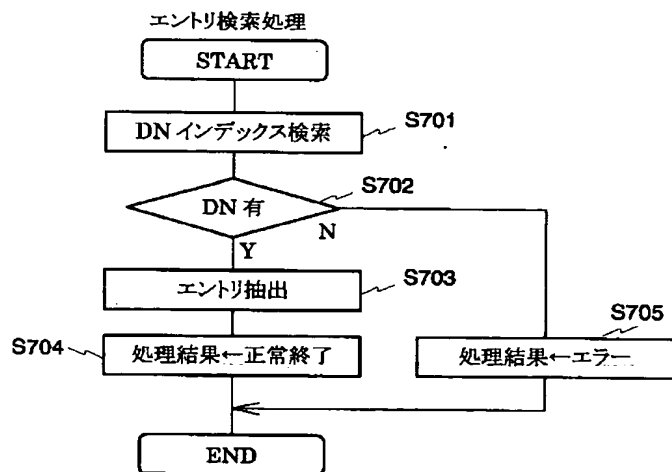 エントリ検索処理
START
DN インデックス検索
S701
DN 有
S702
N
Y
エントリ抽出
S703
S704
処理結果←正常終了
S705
処理結果←エラー
END